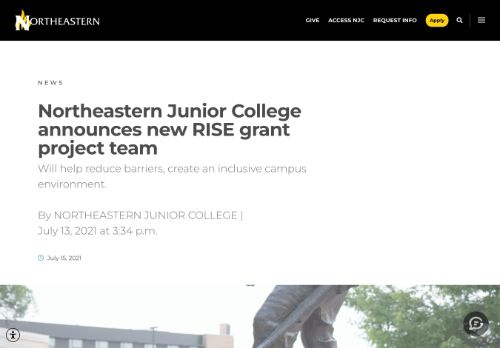 NORTHEASTERN
GIVE ACCESS NJC REQUEST INFO Apply
NEWS
Northeastern Junior College
announces new RISE grant
project team
Will help reduce barriers, create an inclusive campus
environment.
By NORTHEASTERN JUNIOR COLLEGE |
July 13, 2021 at 3:34 p.m.
July 15, 2021